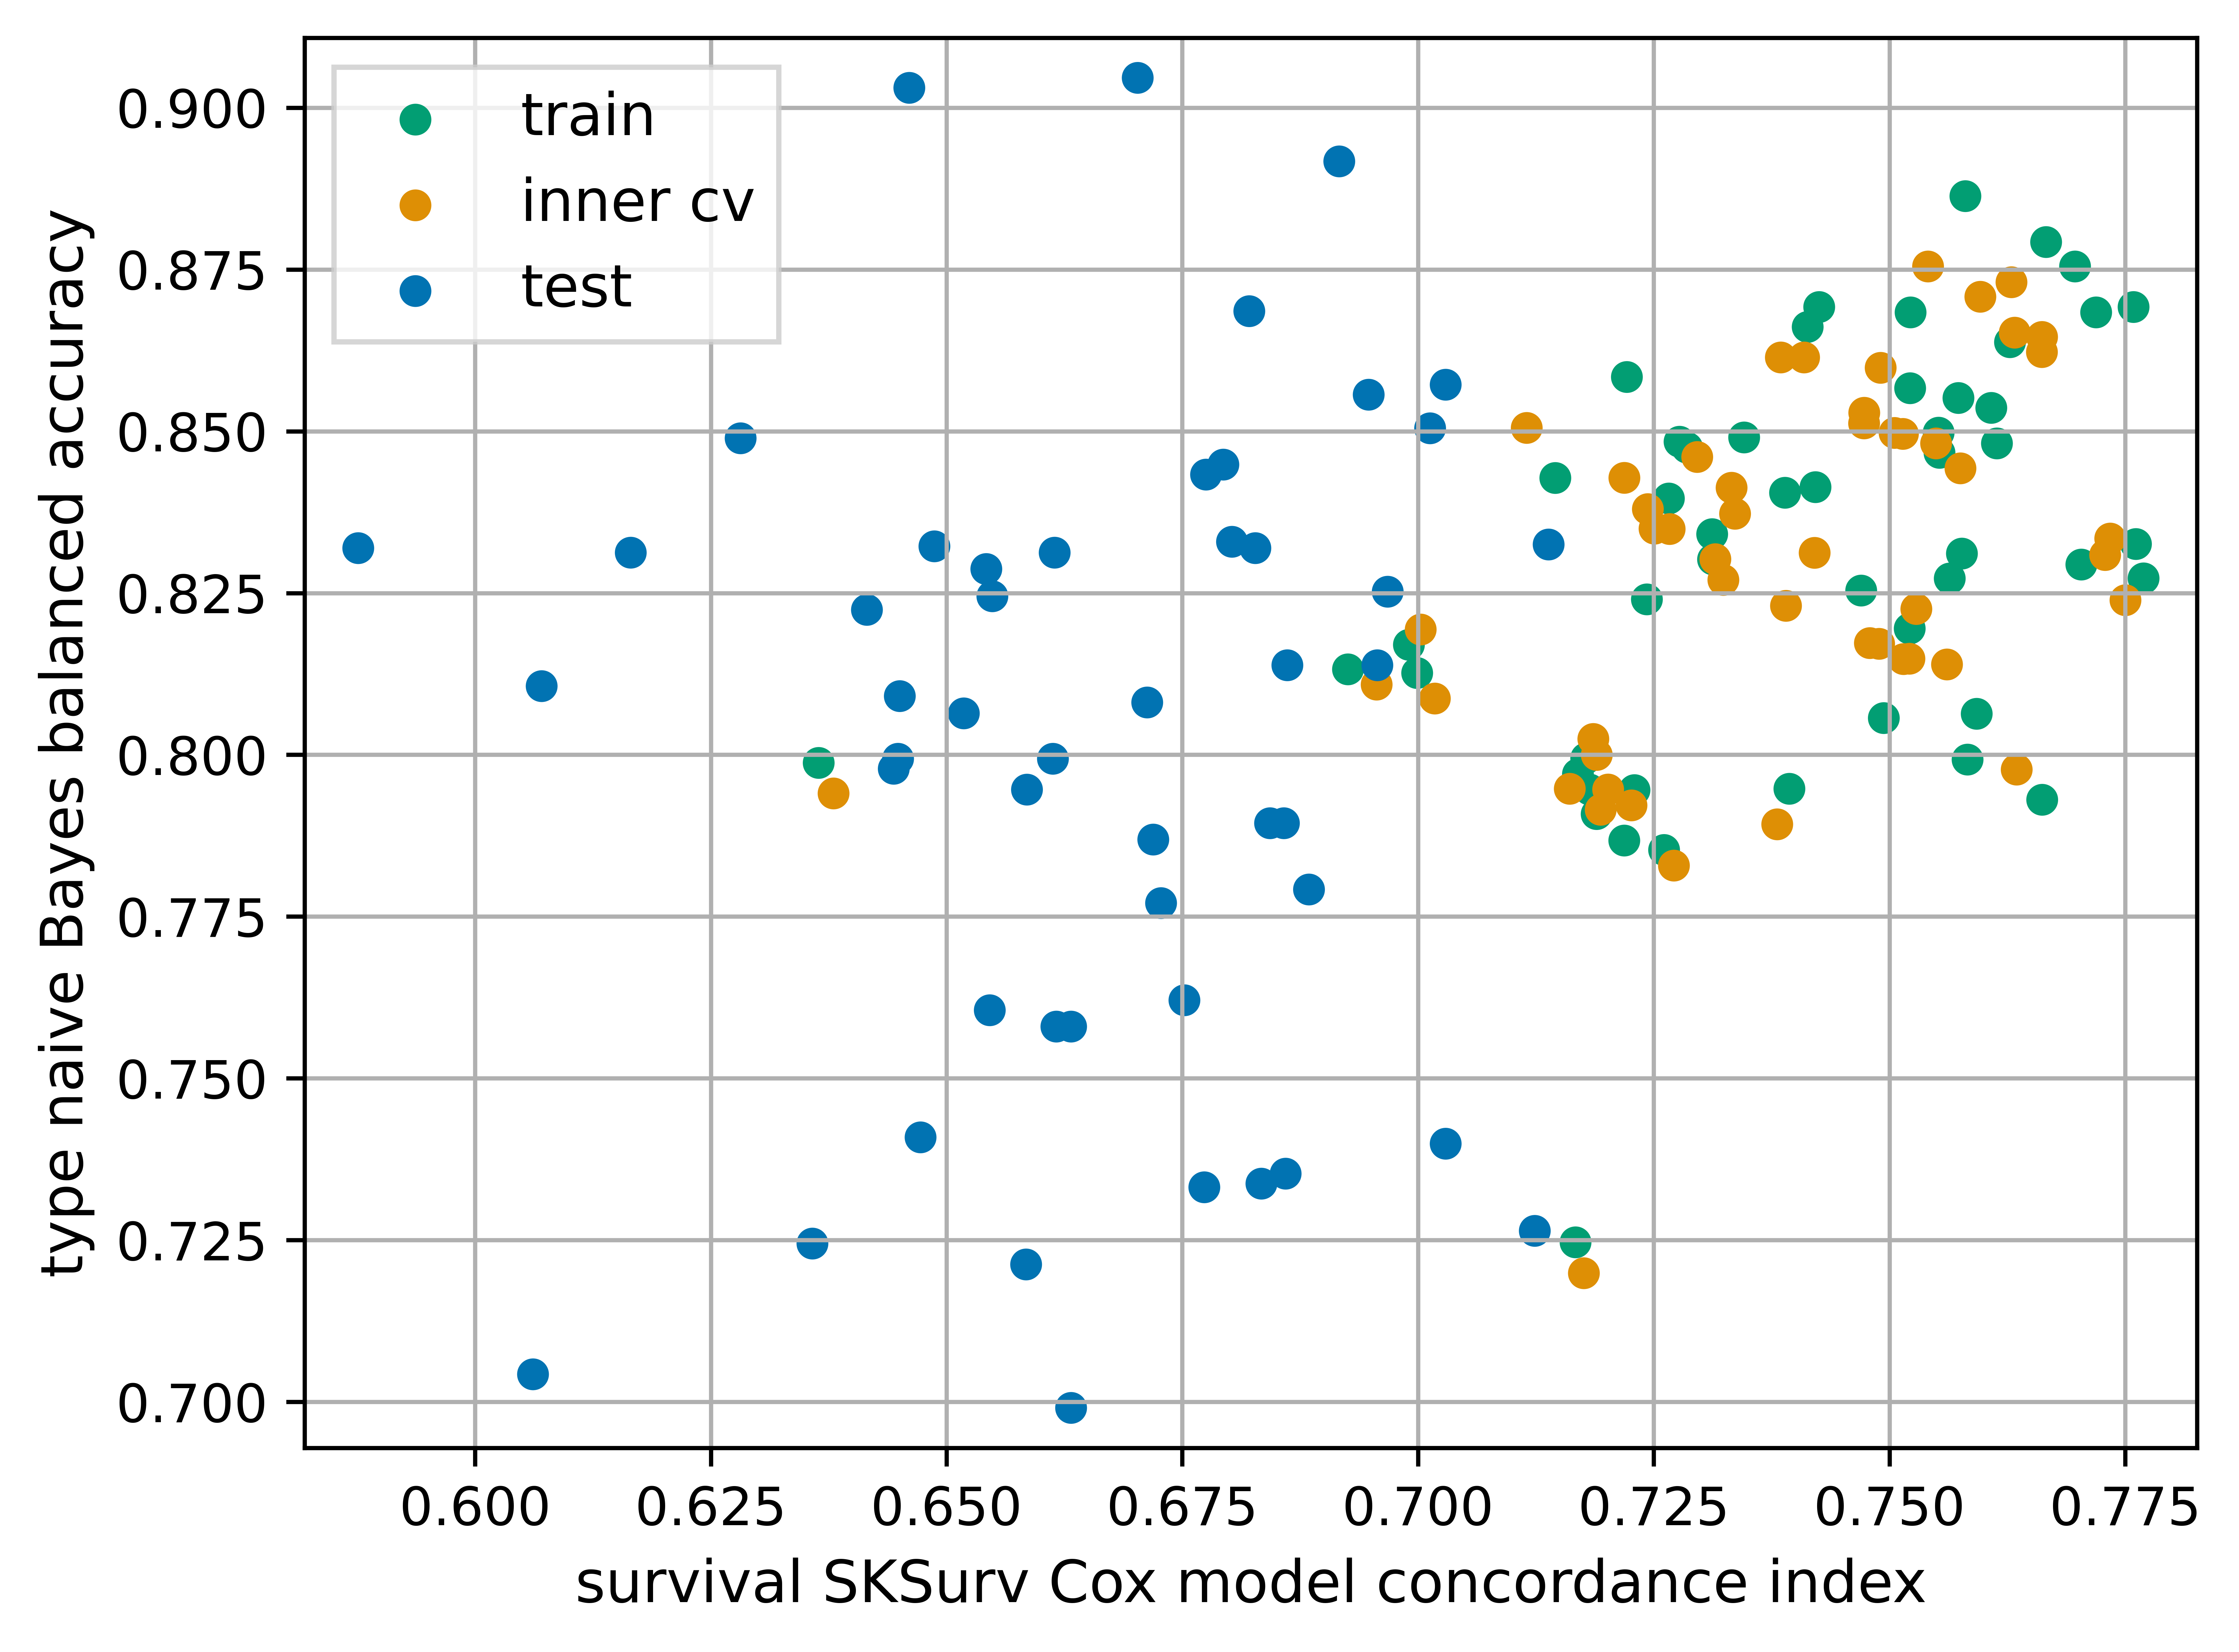 train
inner cv
test
type naive Bayes balanced accuracy
0.900
0.875
0.850
0.825
0.800
0.775
0.750
0.725
0.700
0.600 0.625 0.650 0.675 0.700 0.725 0.750 0.775
survival SKSurv Cox model concordance index